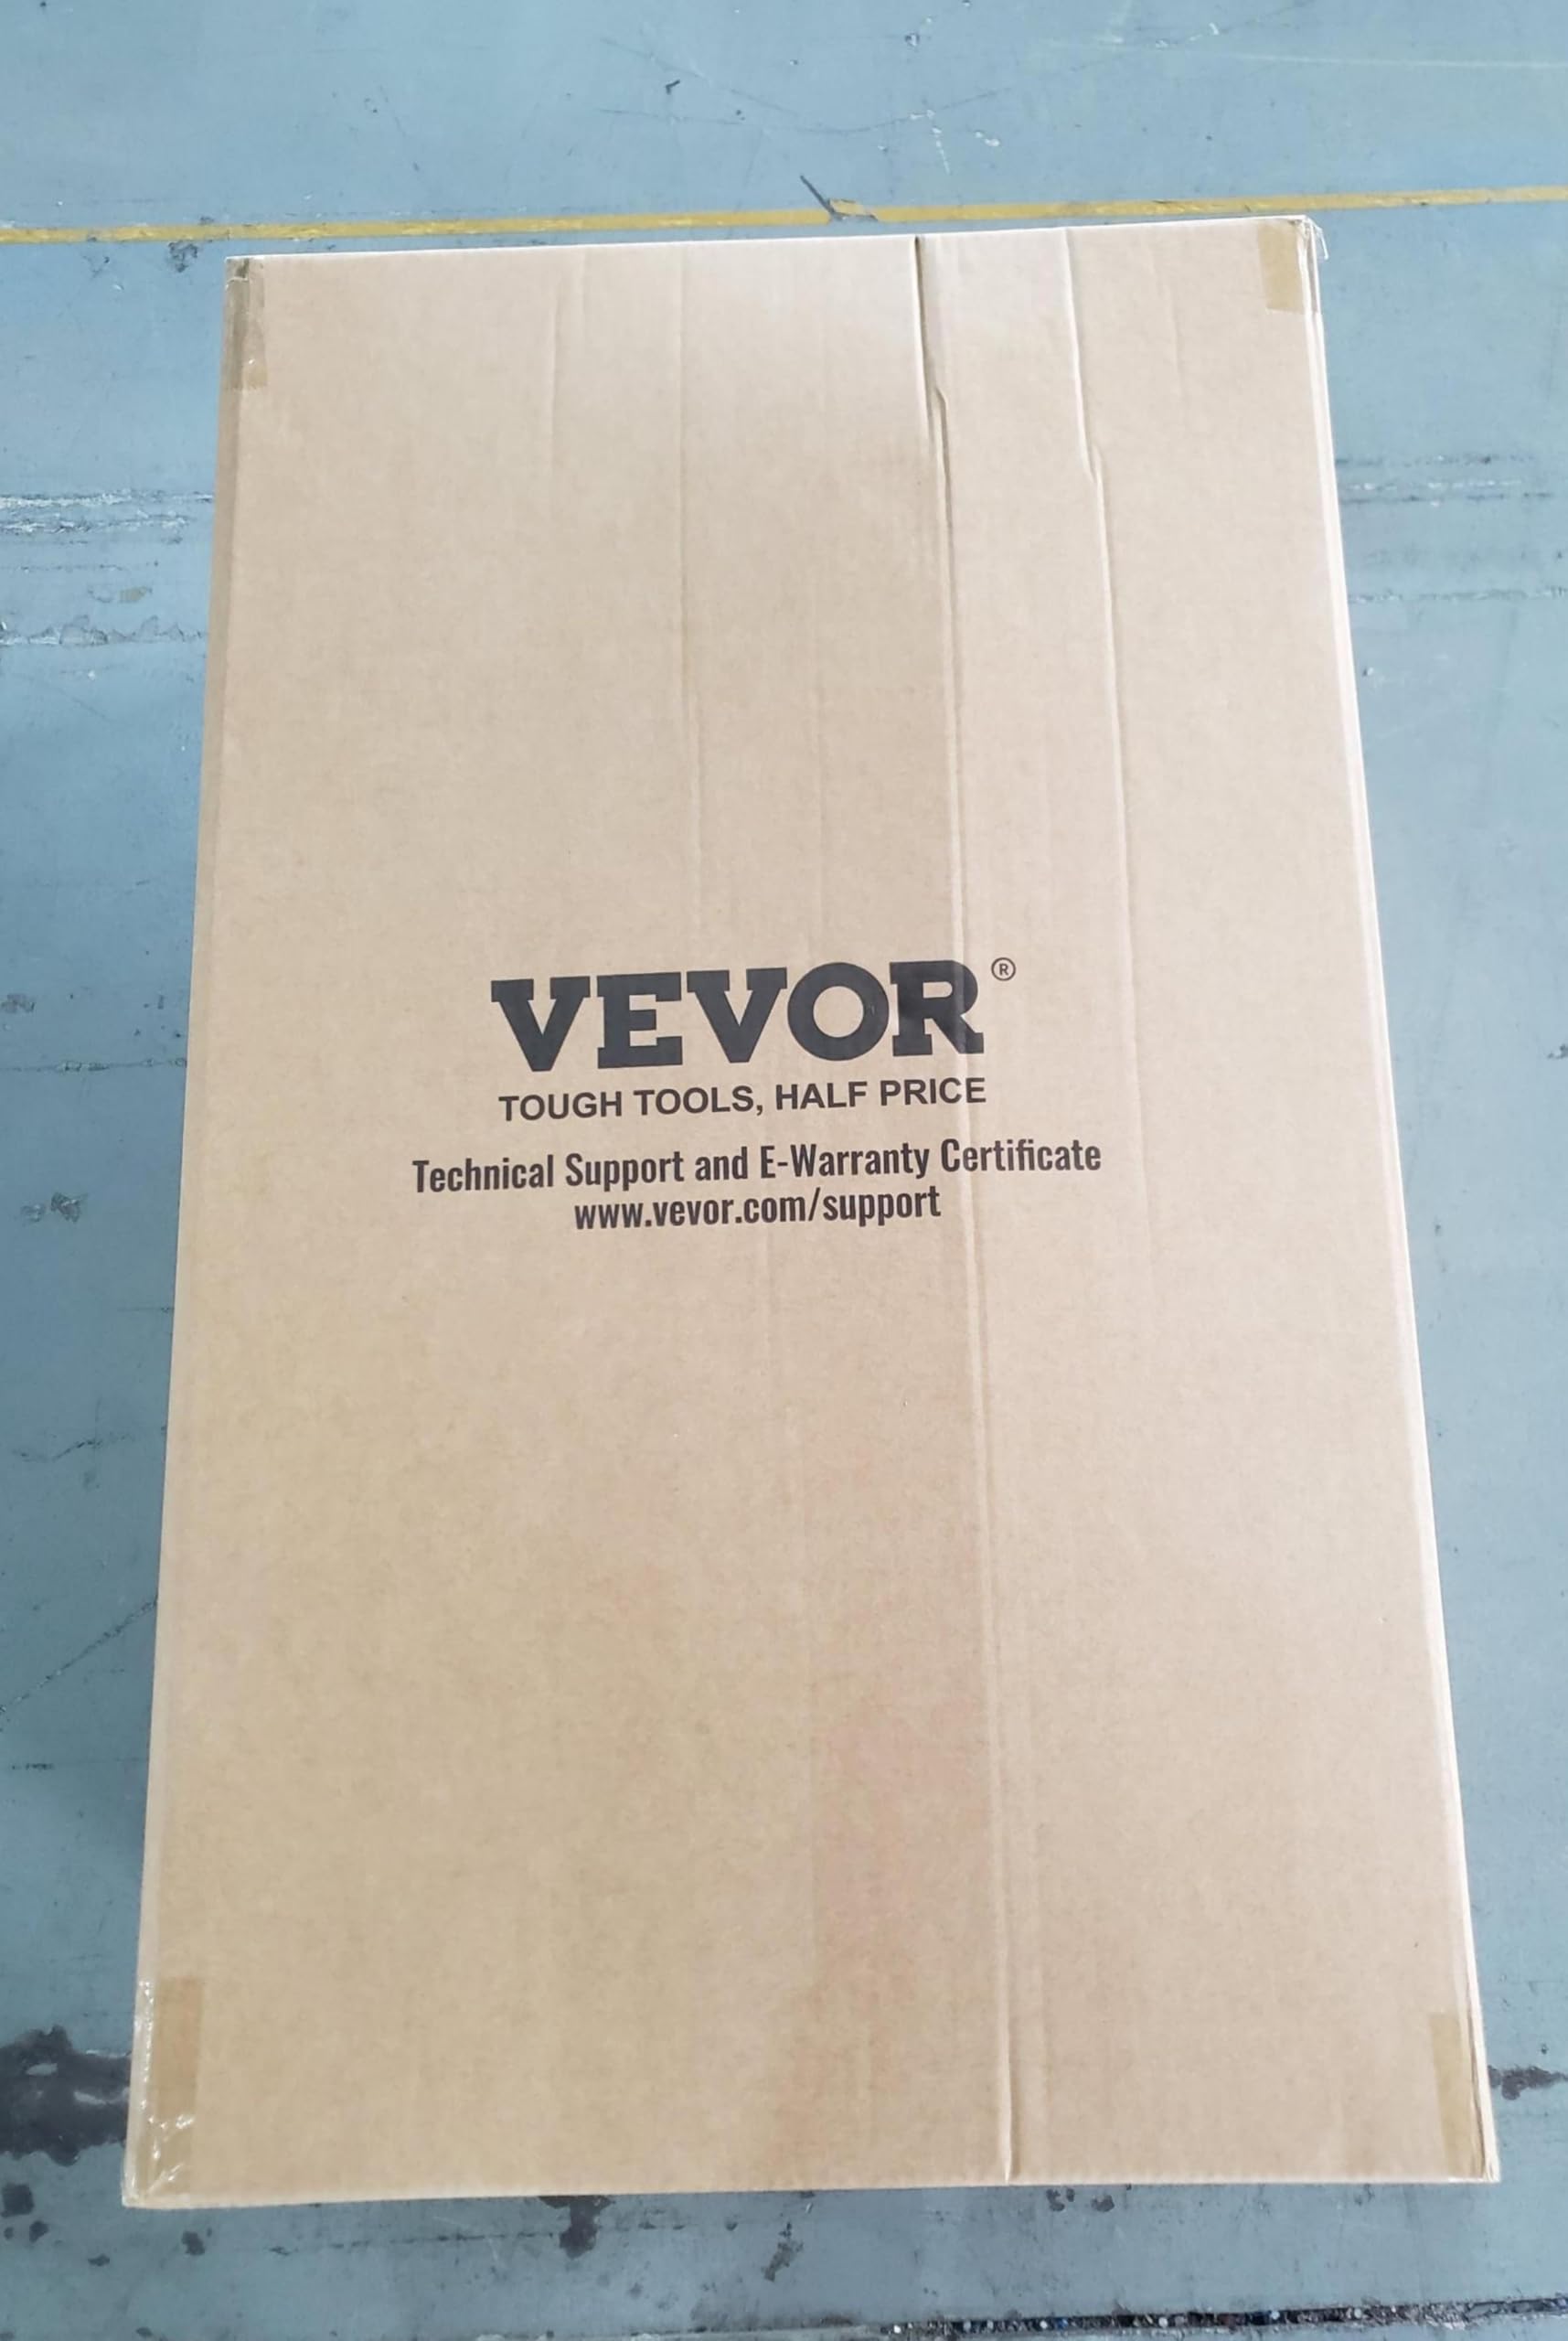 VEVOR®
TOUGH TOOLS, HALF PRICE
Technical Support and E-Warranty Certificate
www.vevor.com/support